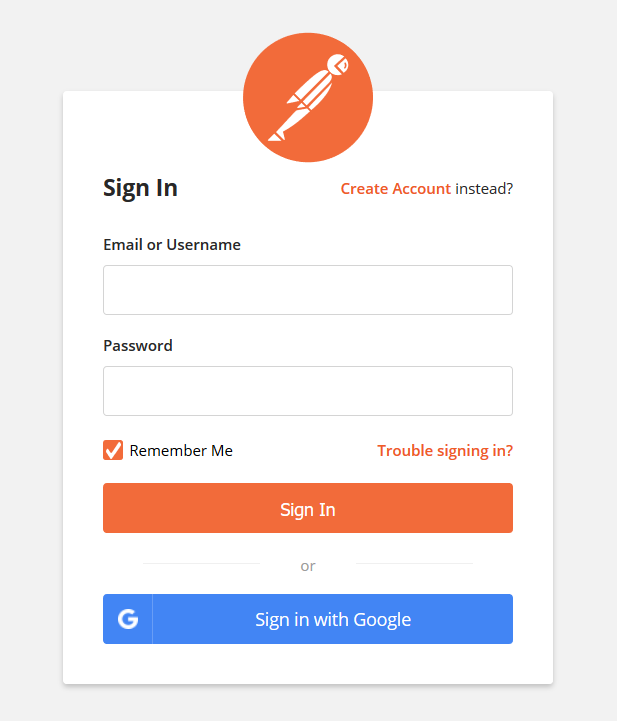 Sign In
Create Account instead?
Email or Username
Password
Remember Me
Trouble signing in?
Sign In
or
G
Sign in with Google